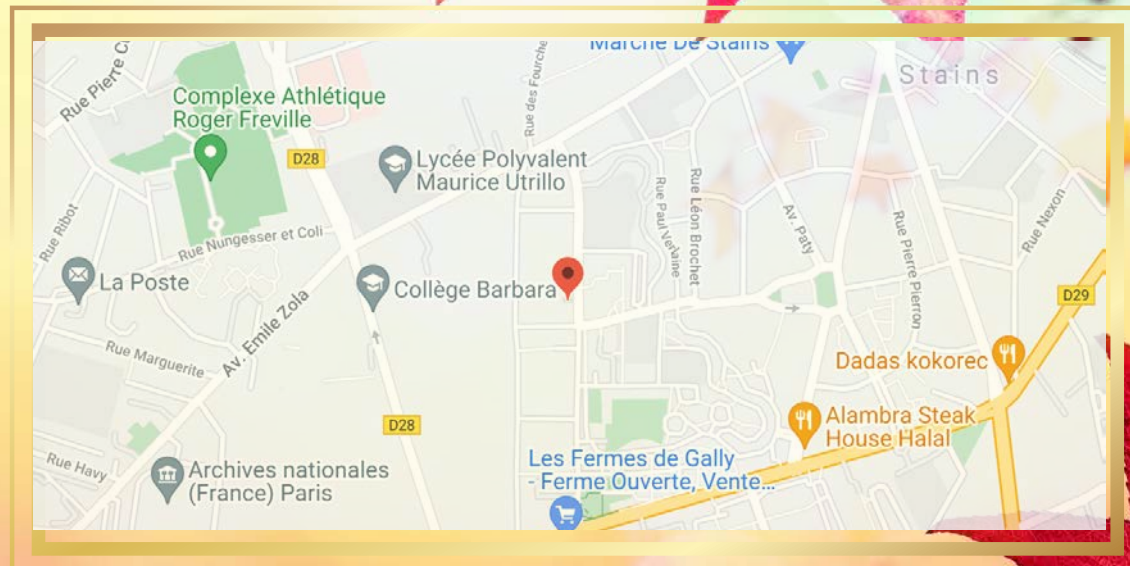 Marche De Stains
Stains
Rue Pierre C
Rue des Fourche
Complexe Athlétique
Roger Freville
D28
Lycée Polyvalent
Maurice Utrillo
Rue Paul Verlaine
Rue Léon Brochet
Av. Paty
Rue Pierre Pierron
Rue Nexon
Rue Ribot
Rue Nungesser et Coli
La Poste
Collège Barbara
D29
Av. Emile Zola
Rue Marguerite
Dadas kokorec
D28
Alambra Steak
House Halal
Rue Havy
Archives nationales
(France) Paris
Les Fermes de Gally
- Ferme Ouverte, Vente...